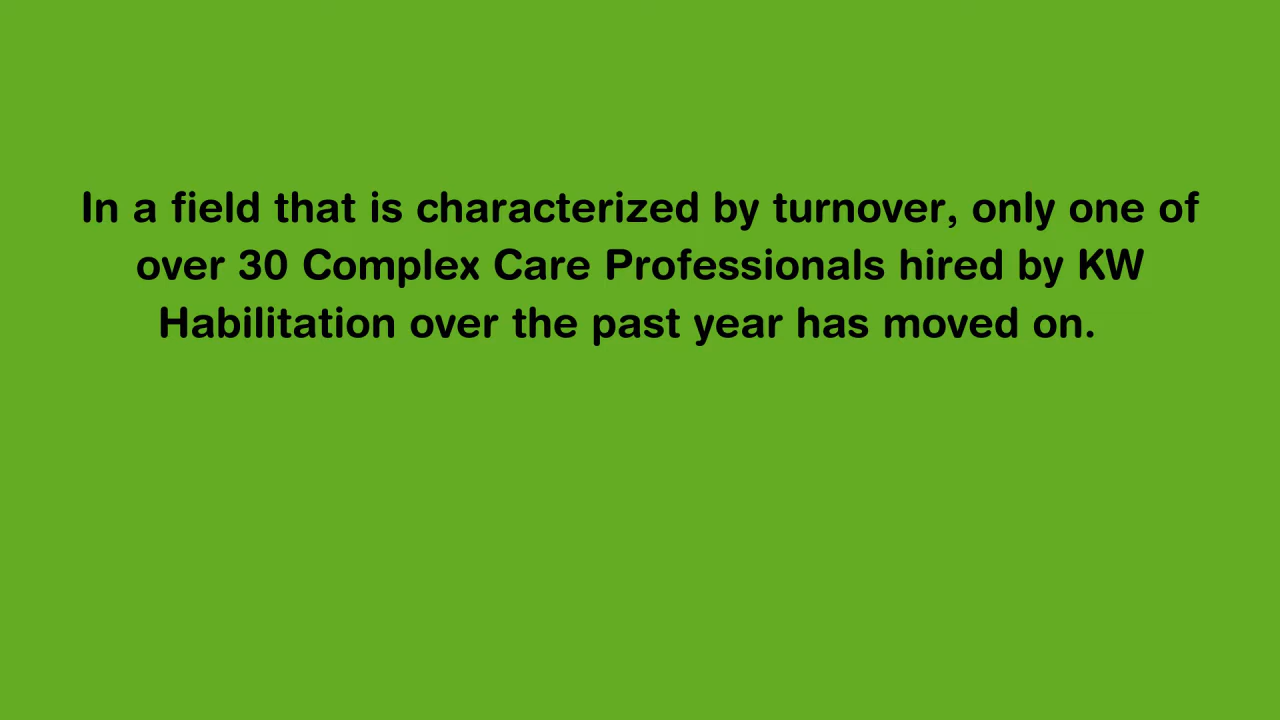 In a field that is characterized by turnover, only one of
over 30 Complex Care Professionals hired by KW
Habilitation over the past year has moved on.